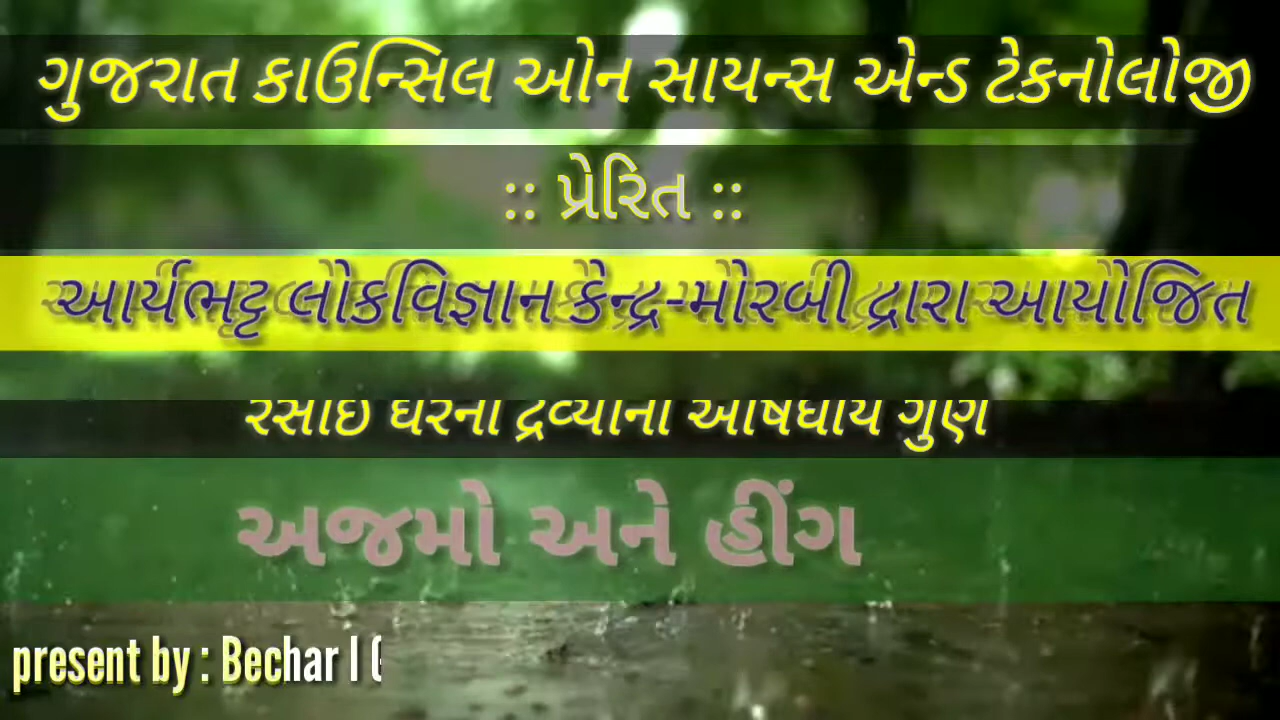 ગુજરાત કાઉન્સિલ ઓન સાયન્સ એન્ડ ટેકનોલોજી
:: પ્રેરિત ::
આર્યભટ્ટ લોકવિજ્ઞાન કેન્દ્ર-મોરબી દ્વારા આયોજિત
રસોઇ ઘરના દ્રવ્યોના ઔષધીય ગુણ
અજમો અને હીંગ
present by : Bechar l